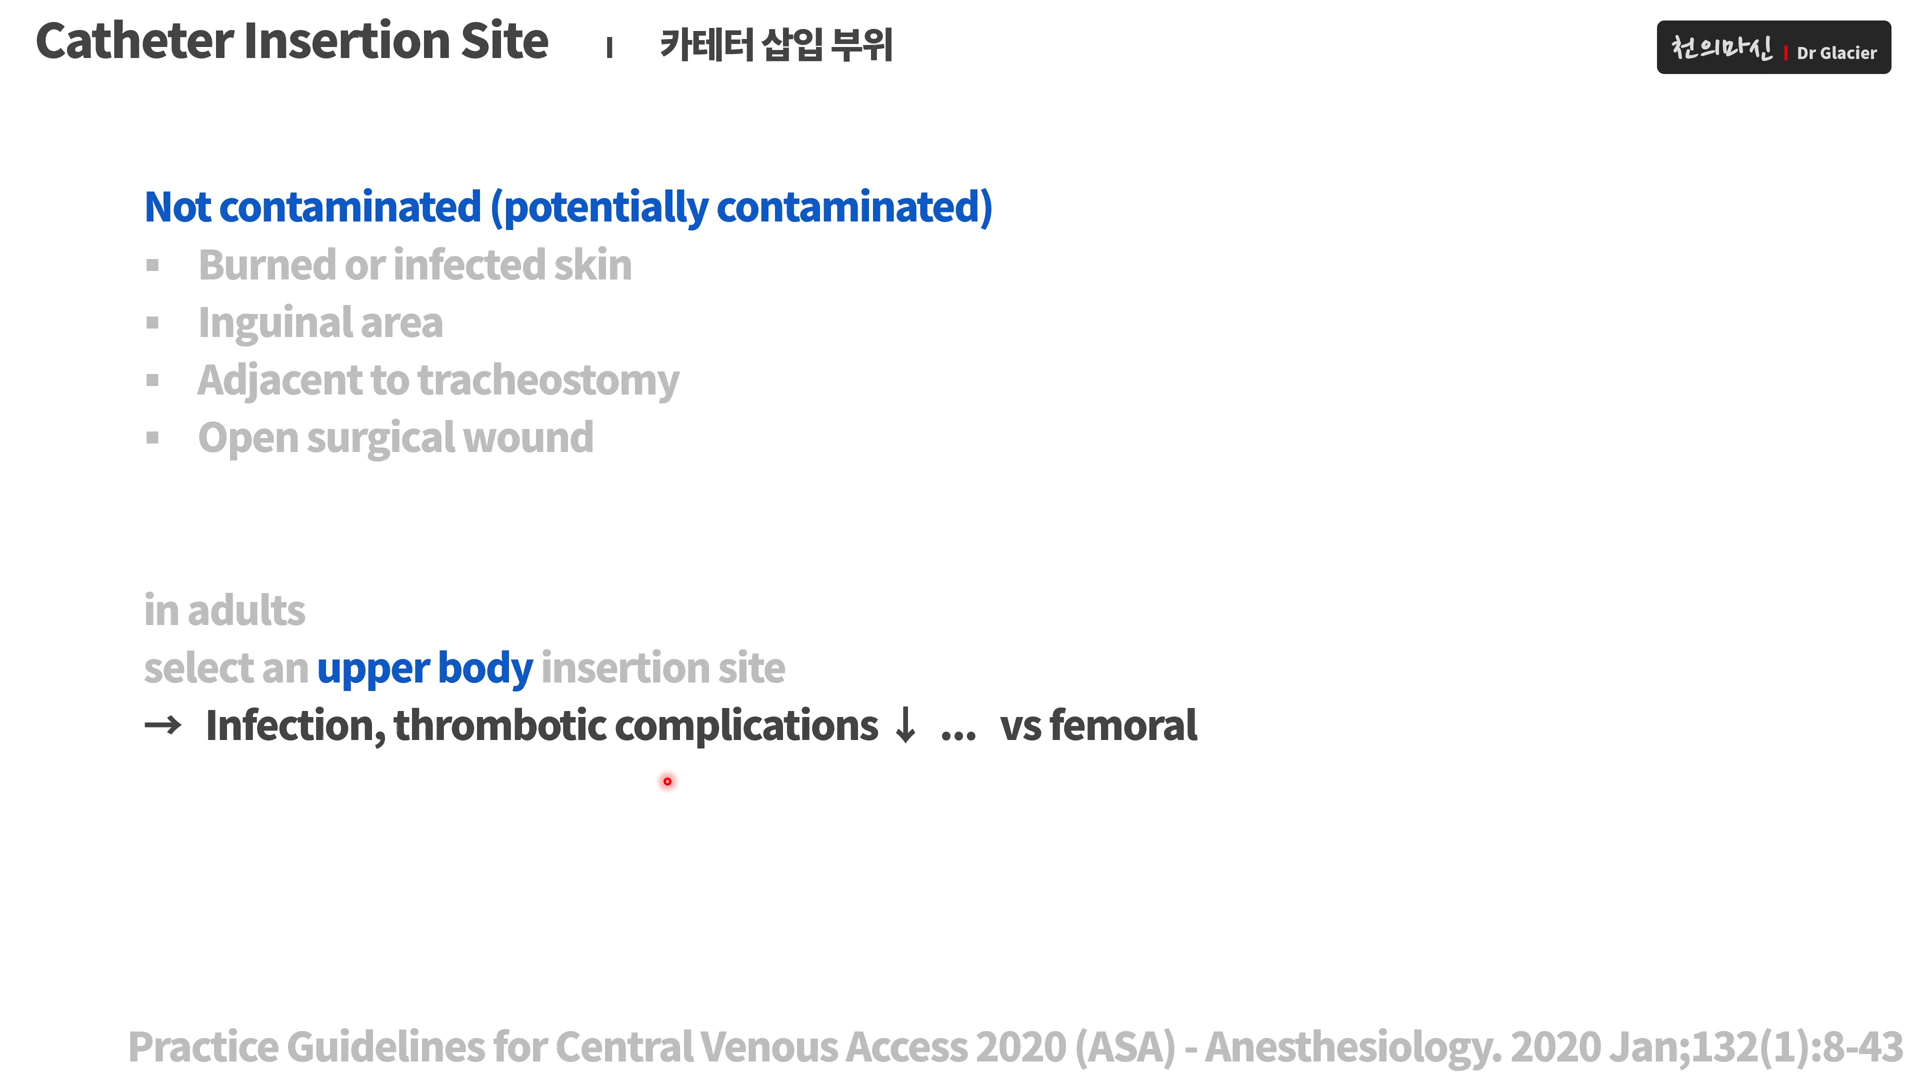 Catheter Insertion Site ı 카테터 삽입 부위
천의마신 | Dr Glacier
Not contaminated (potentially contaminated)
▪ Burned or infected skin
▪ Inguinal area
▪ Adjacent to tracheostomy
▪ Open surgical wound
in adults
select an upper body insertion site
→ Infection, thrombotic complications ↓ ... vs femoral
Practice Guidelines for Central Venous Access 2020 (ASA) - Anesthesiology. 2020 Jan;132(1):8-43